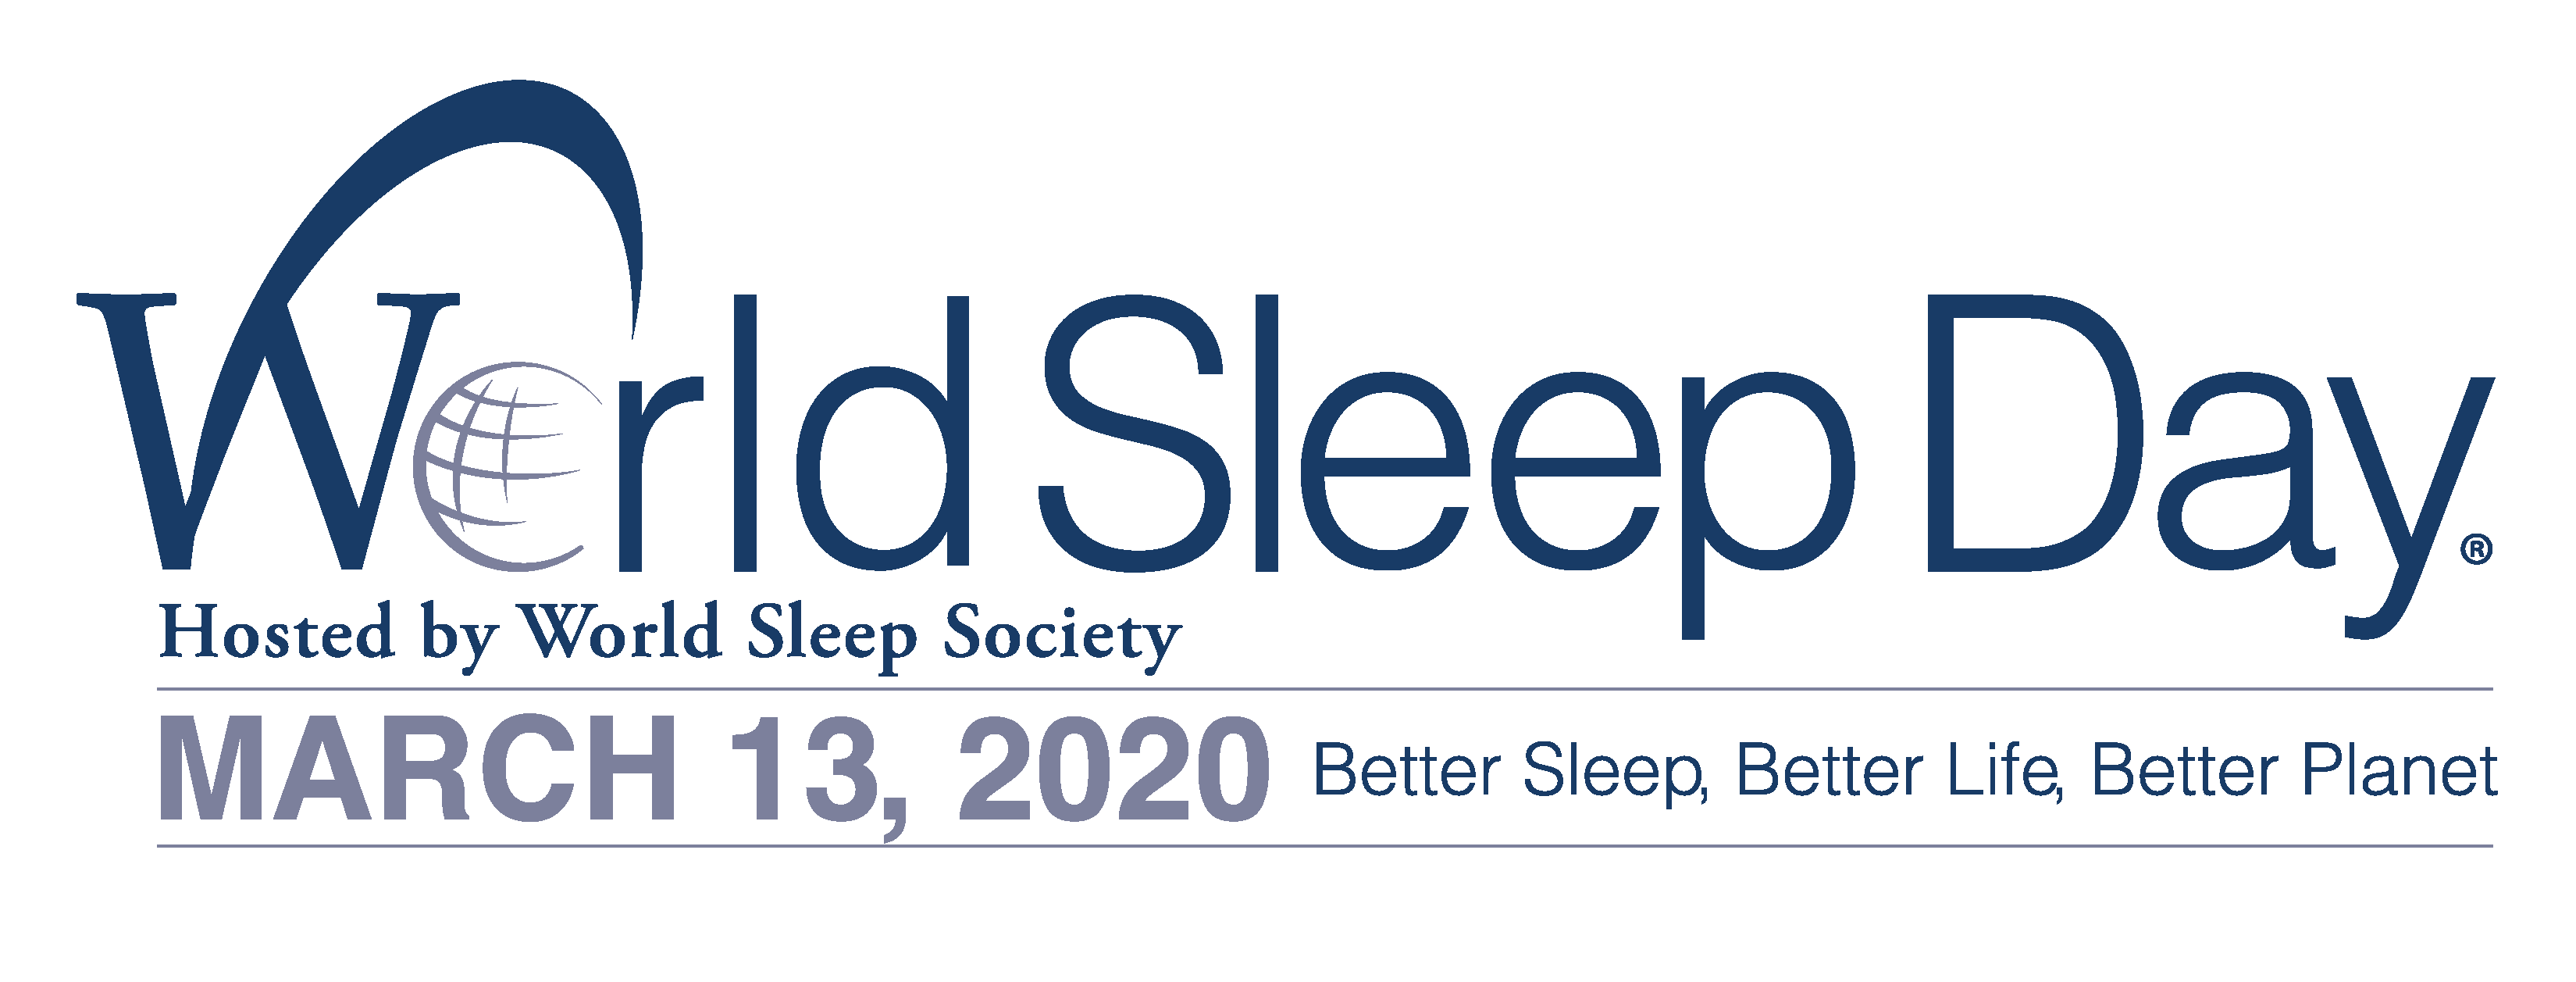 World Sleep Day®
Hosted by World Sleep Society
MARCH 13, 2020 Better Sleep, Better Life, Better Planet